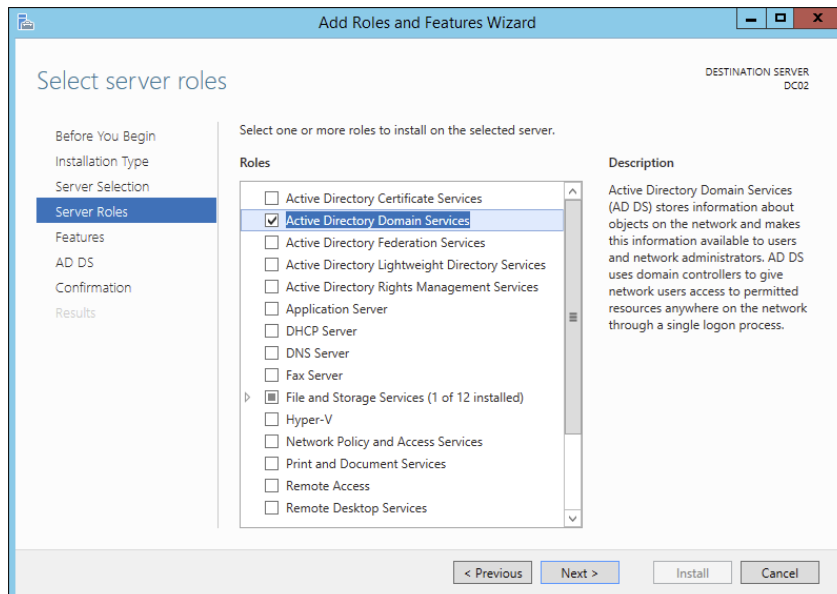 Add Roles and Features Wizard
Select server roles
DESTINATION SERVER
DC02
Before You Begin
Installation Type
Server Selection
Server Roles
Features
AD DS
Confirmation
Results
Select one or more roles to install on the selected server.
Roles
Active Directory Certificate Services
Active Directory Domain Services
Active Directory Federation Services
Active Directory Lightweight Directory Services
Active Directory Rights Management Services
Application Server
DHCP Server
DNS Server
Fax Server
File and Storage Services (1 of 12 installed)
Hyper-V
Network Policy and Access Services
Print and Document Services
Remote Access
Remote Desktop Services
Description
Active Directory Domain Services
(AD DS) stores information about
objects on the network and makes
this information available to users
and network administrators. AD DS
uses domain controllers to give
network users access to permitted
resources anywhere on the network
through a single logon process.
< Previous
Next >
Install
Cancel